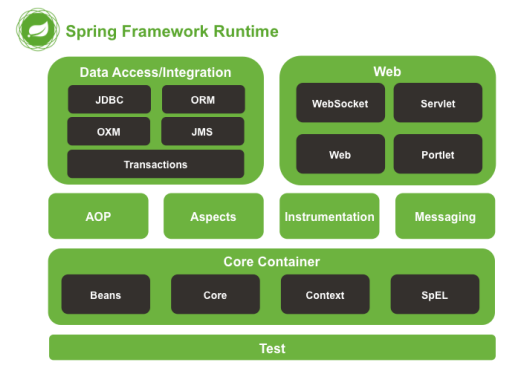 Spring Framework Runtime
Data Access/Integration
JDBC
ORM
OXM
JMS
Transactions
Web
WebSocket
Servlet
Web
Portlet
AOP
Aspects
Instrumentation
Messaging
Core Container
Beans
Core
Context
SpEL
Test